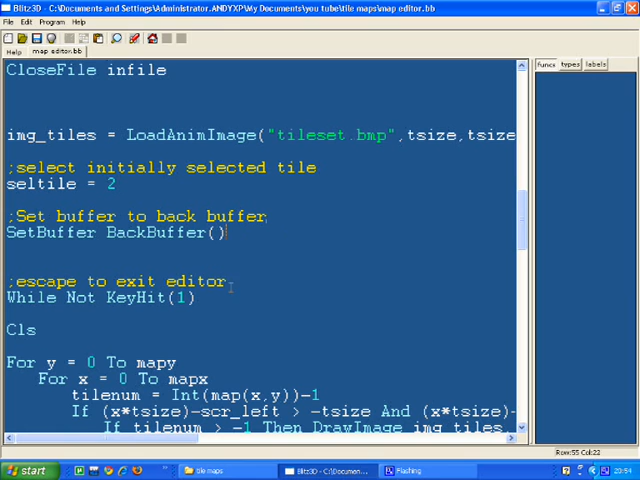 Blitz3D - C:\Documents and Settings\Administrator.ANDYXP\My Documents\you tube\tile maps\map editor.bb
File Edit Program Help
Help map editor.bb
funcs types labels
CloseFile infile
img_tiles = LoadAnimImage("tileset.bmp",tsize,tsize
;select initially selected tile
seltile = 2
;Set buffer to back buffer
SetBuffer BackBuffer()
;escape to exit editor
While Not KeyHit(1)
Cls
For y = 0 To mapy
For x = 0 To mapx
tilenum = Int(map(x,y))-1
If (x*tsize)-scr_left > -tsize And (x*tsize)-
If tilenum > -1 Then DrawImage img_tiles,
Row:55 Col:22
start tile maps C:\Documen... Flashing 20:54